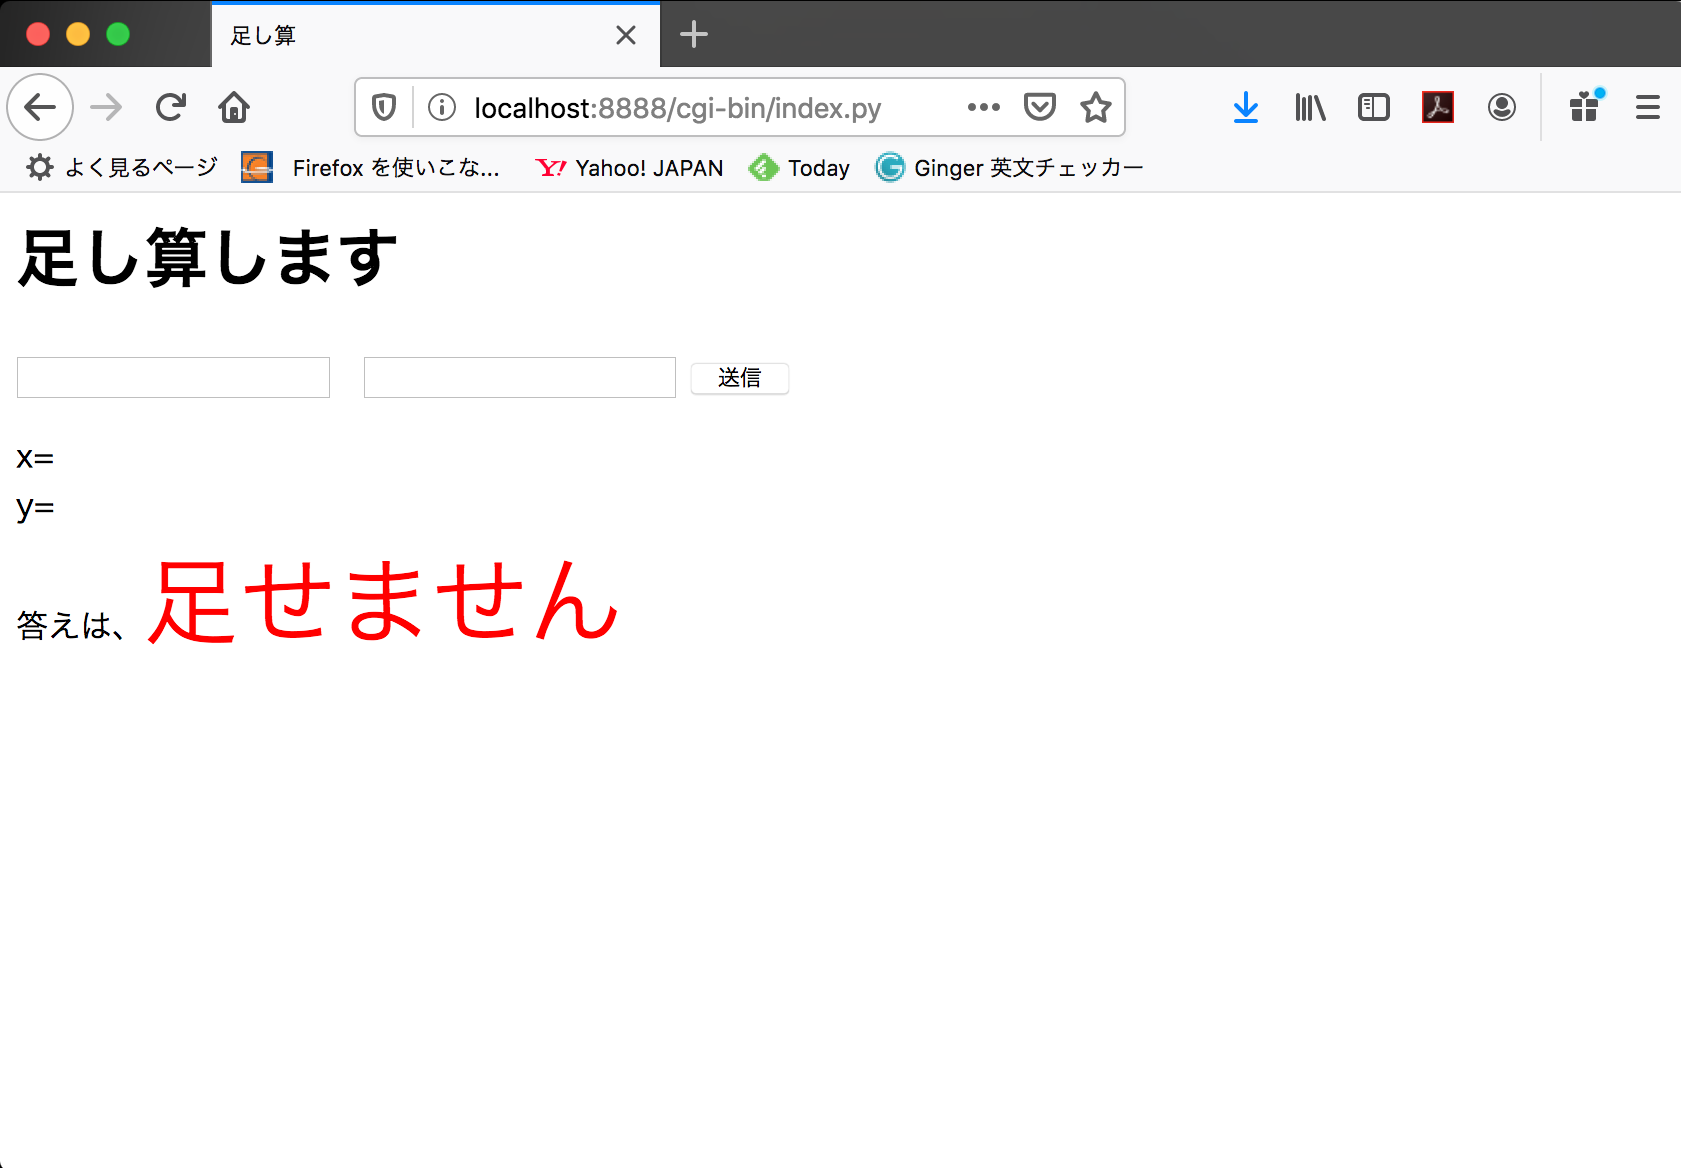 足し算
localhost:8888/cgi-bin/index.py
よく見るページ Firefox を使いこな... Yahoo! JAPAN Today Ginger 英文チェッカー
足し算します
送信
x=
y=
答えは、足せません